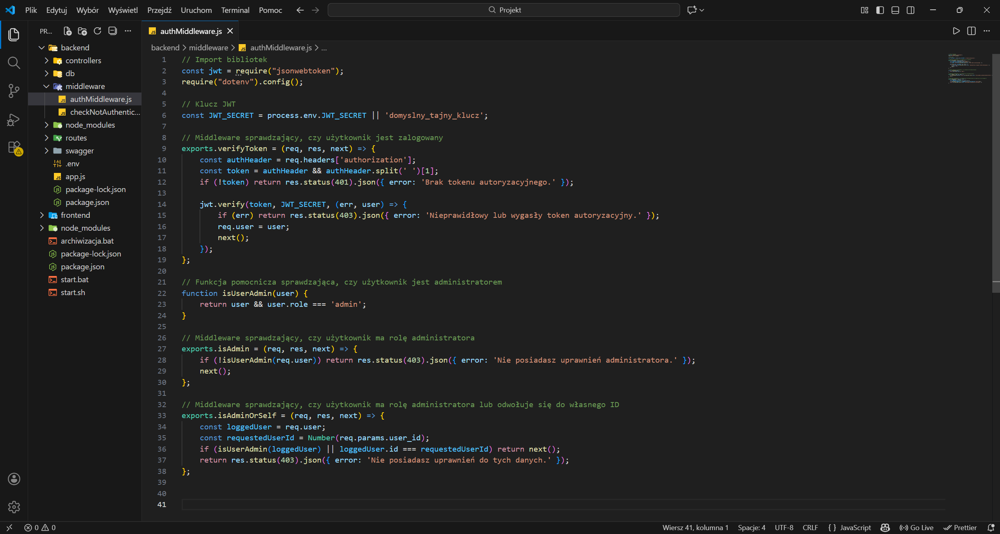 Plik Edytuj Wybór Wyświetl Przejdź Uruchom Terminal Pomoc Projekt
PR...
backend
controllers
db
middleware
authMiddleware.js
checkNotAuthentic...
node_modules
routes
swagger
.env
app.js
package-lock.json
package.json
frontend
node_modules
archiwizacja.bat
package-lock.json
package.json
start.bat
start.sh
authMiddleware.js
backend > middleware > authMiddleware.js > ...
1 // Import bibliotek
2 const jwt = require("jsonwebtoken");
3 require("dotenv").config();
4
5 // Klucz JWT
6 const JWT_SECRET = process.env.JWT_SECRET || 'domyslny_tajny_klucz';
7
8 // Middleware sprawdzający, czy użytkownik jest zalogowany
9 exports.verifyToken = (req, res, next) => {
10     const authHeader = req.headers['authorization'];
11     const token = authHeader && authHeader.split(' ')[1];
12     if (!token) return res.status(401).json({ error: 'Brak tokenu autoryzacyjnego.' });
13
14     jwt.verify(token, JWT_SECRET, (err, user) => {
15         if (err) return res.status(403).json({ error: 'Nieprawidłowy lub wygasły token autoryzacyjny.' });
16         req.user = user;
17         next();
18     });
19 };
20
21 // Funkcja pomocnicza sprawdzająca, czy użytkownik jest administratorem
22 function isUserAdmin(user) {
23     return user && user.role === 'admin';
24 }
25
26 // Middleware sprawdzający, czy użytkownik ma rolę administratora
27 exports.isAdmin = (req, res, next) => {
28     if (!isUserAdmin(req.user)) return res.status(403).json({ error: 'Nie posiadasz uprawnień administratora.' });
29     next();
30 };
31
32 // Middleware sprawdzający, czy użytkownik ma rolę administratora lub odwołuje się do własnego ID
33 exports.isAdminOrSelf = (req, res, next) => {
34     const loggedUser = req.user;
35     const requestedUserId = Number(req.params.user_id);
36     if (isUserAdmin(loggedUser) || loggedUser.id === requestedUserId) return next();
37     return res.status(403).json({ error: 'Nie posiadasz uprawnień do tych danych.' });
38 };
39
40
41
0 0 Wiersz 41, kolumna 1 Spacje: 4 UTF-8 CRLF {} JavaScript Go Live Prettier